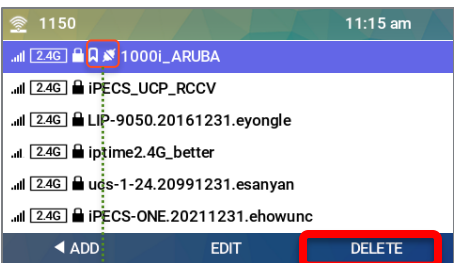 1150 11:15 am
2.4G 1000i_ARUBA
2.4G iPECS_UCP_RCCV
2.4G LIP-9050.20161231.eyongle
2.4G iptime2.4G_better
2.4G ucs-1-24.20991231.esanyan
2.4G iPECS-ONE.20211231.ehowunc
ADD EDIT DELETE